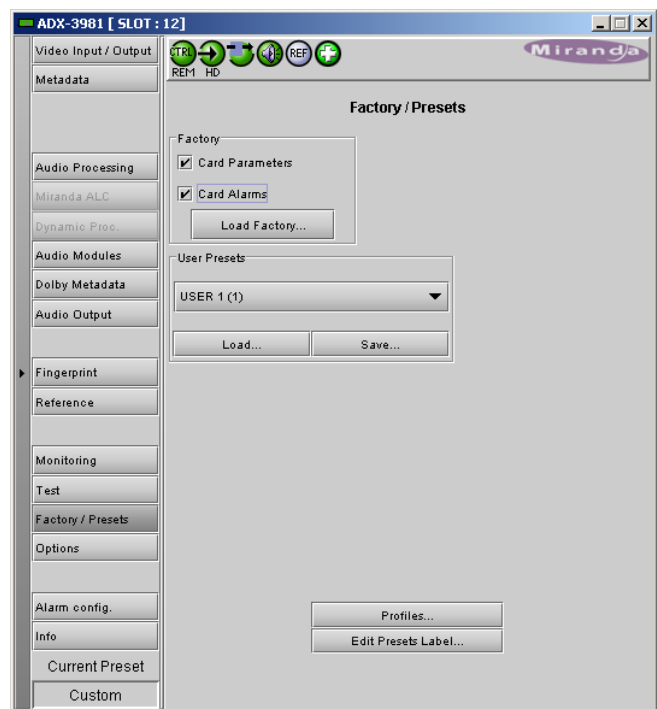 ADX-3981 [ SLOT : 12]
Video Input / Output
Metadata
Audio Processing
Miranda ALC
Dynamic Proc.
Audio Modules
Dolby Metadata
Audio Output
Fingerprint
Reference
Monitoring
Test
Factory / Presets
Options
Alarm config.
Info
Current Preset
Custom
CTRL
REF
REM HD
Miranda
Factory / Presets
Factory
Card Parameters
Card Alarms
Load Factory...
User Presets
USER 1 (1)
Load... Save...
Profiles...
Edit Presets Label...